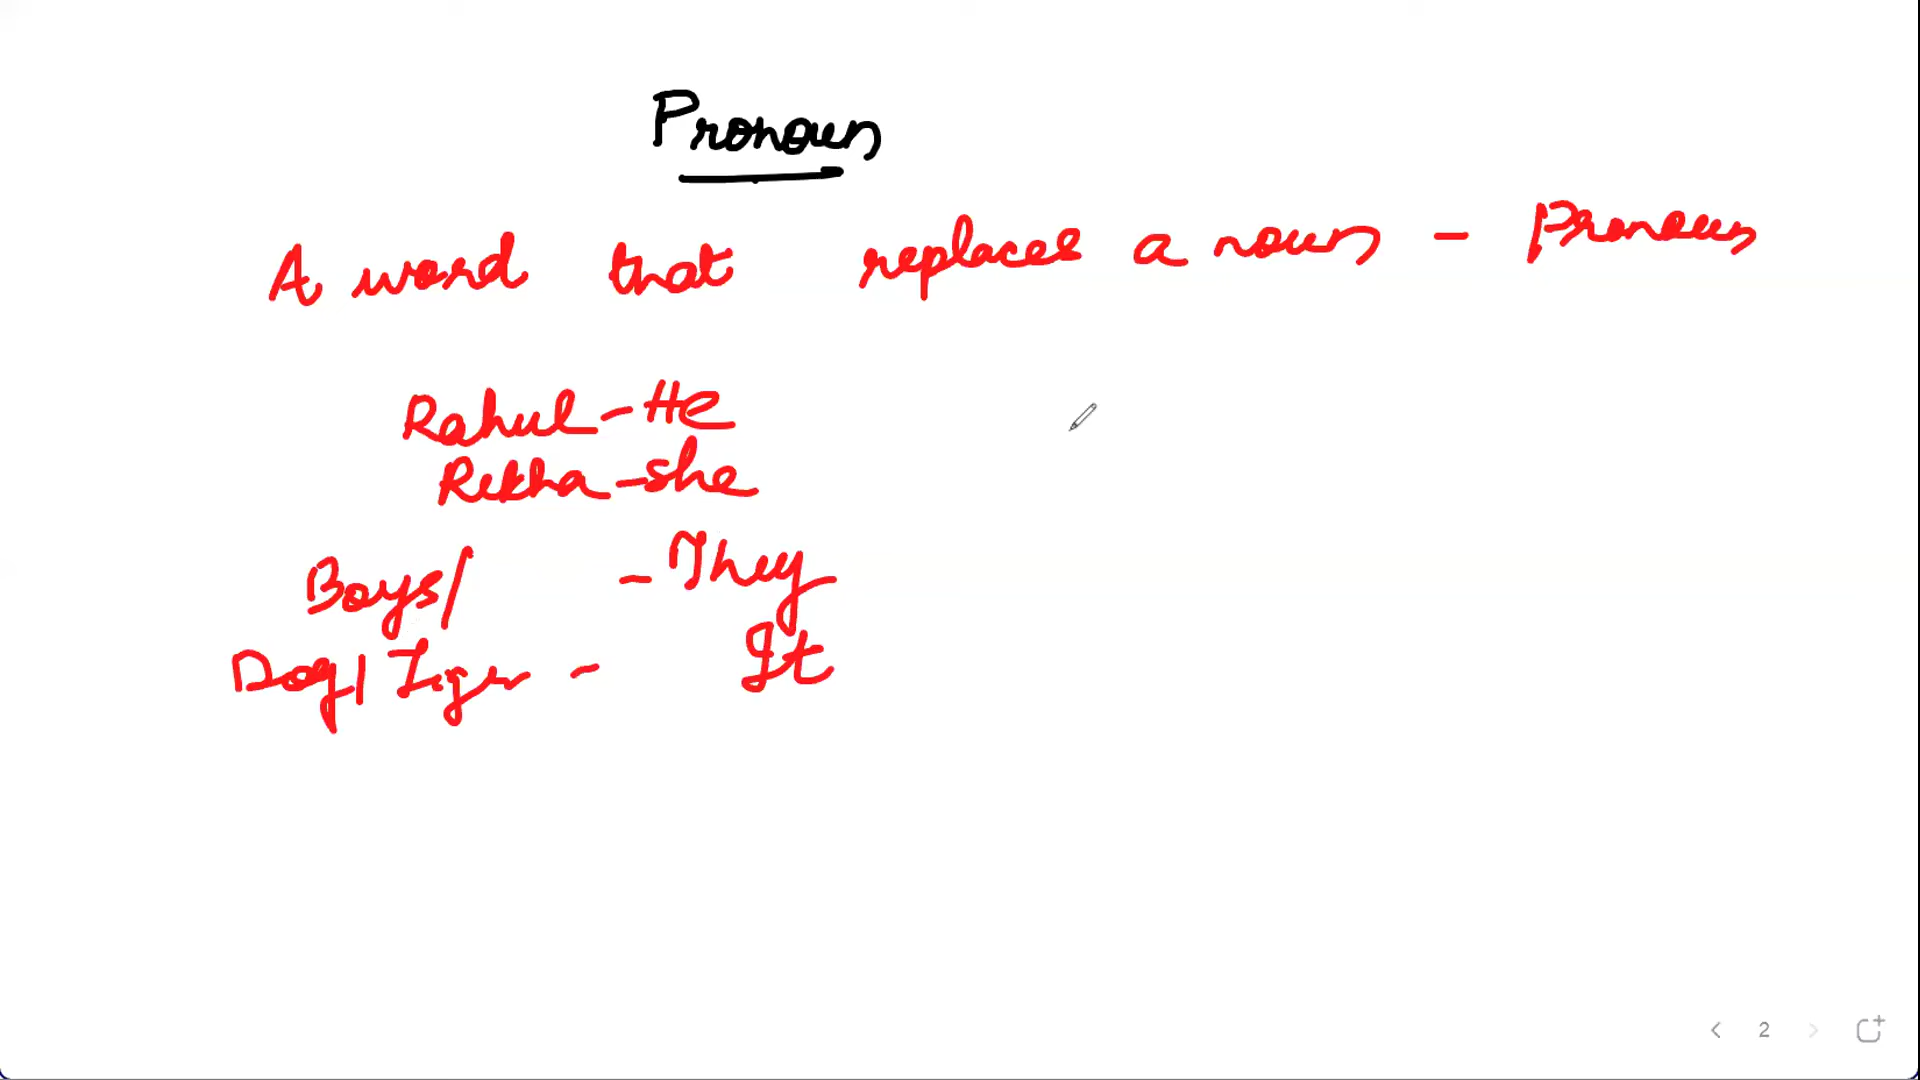 Pronoun
A word that replaces a noun - Pronoun
Rahul - He
Rekha - she
Boys/ - They
Dog/Tiger - It
2